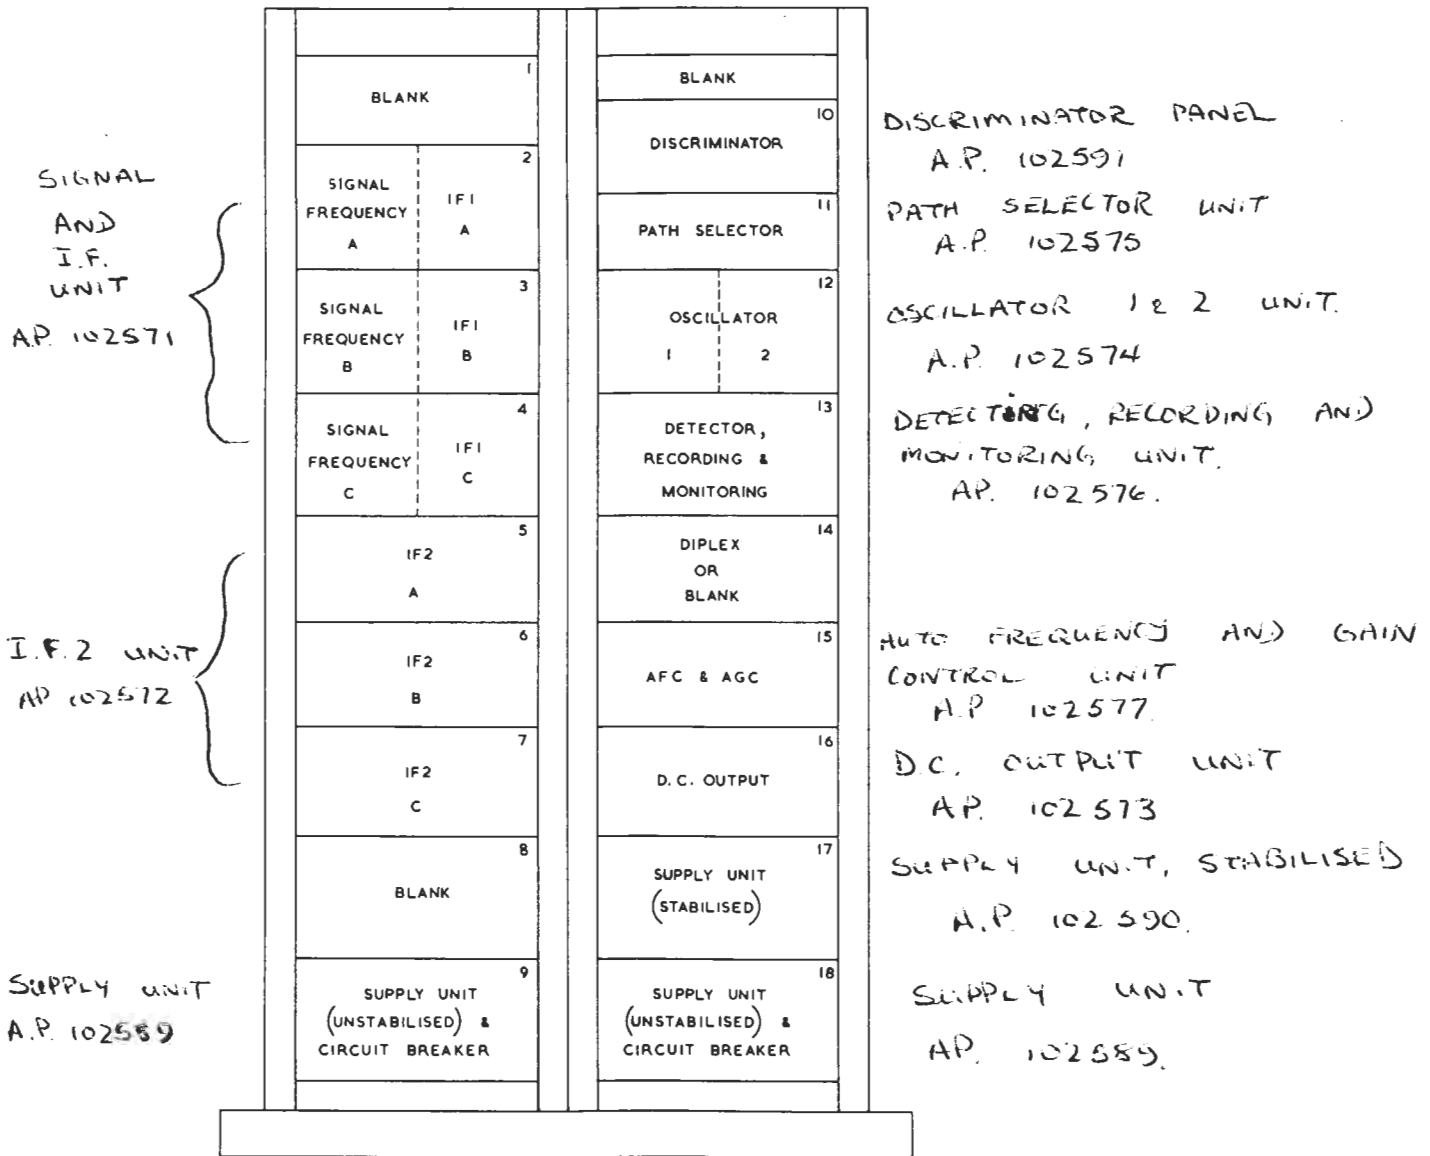 SIGNAL
AND
I.F.
UNIT
A.P. 102571
I.F.2 UNIT
AP 102572
SUPPLY UNIT
A.P. 102589
1
BLANK
2
SIGNAL
FREQUENCY
A
IF1
A
3
SIGNAL
FREQUENCY
B
IF1
B
4
SIGNAL
FREQUENCY
C
IF1
C
5
IF2
A
6
IF2
B
7
IF2
C
8
BLANK
9
SUPPLY UNIT
(UNSTABILISED) &
CIRCUIT BREAKER
BLANK
10
DISCRIMINATOR
11
PATH SELECTOR
12
OSCILLATOR
1 2
13
DETECTOR,
RECORDING &
MONITORING
14
DIPLEX
OR
BLANK
15
AFC & AGC
16
D.C. OUTPUT
17
SUPPLY UNIT
(STABILISED)
18
SUPPLY UNIT
(UNSTABILISED) &
CIRCUIT BREAKER
DISCRIMINATOR PANEL
A.P. 102591
PATH SELECTOR UNIT
A.P. 102575
OSCILLATOR 1 & 2 UNIT.
A.P. 102574
DETECTING, RECORDING AND
MONITORING UNIT.
AP. 102576.
AUTO FREQUENCY AND GAIN
CONTROL UNIT
A.P 102577.
D.C. OUTPUT UNIT
A.P. 102573
SUPPLY UNIT, STABILISED
A.P. 102590.
SUPPLY UNIT
AP. 102589.